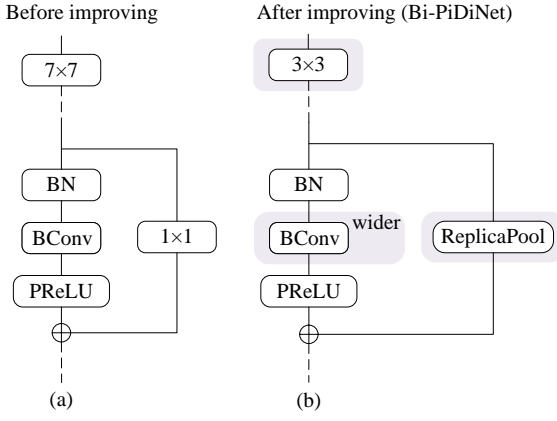 Before improving
7×7
BN
BConv
1×1
PReLU
(a)
After improving (Bi-PiDiNet)
3×3
BN
wider
BConv
ReplicaPool
PReLU
(b)